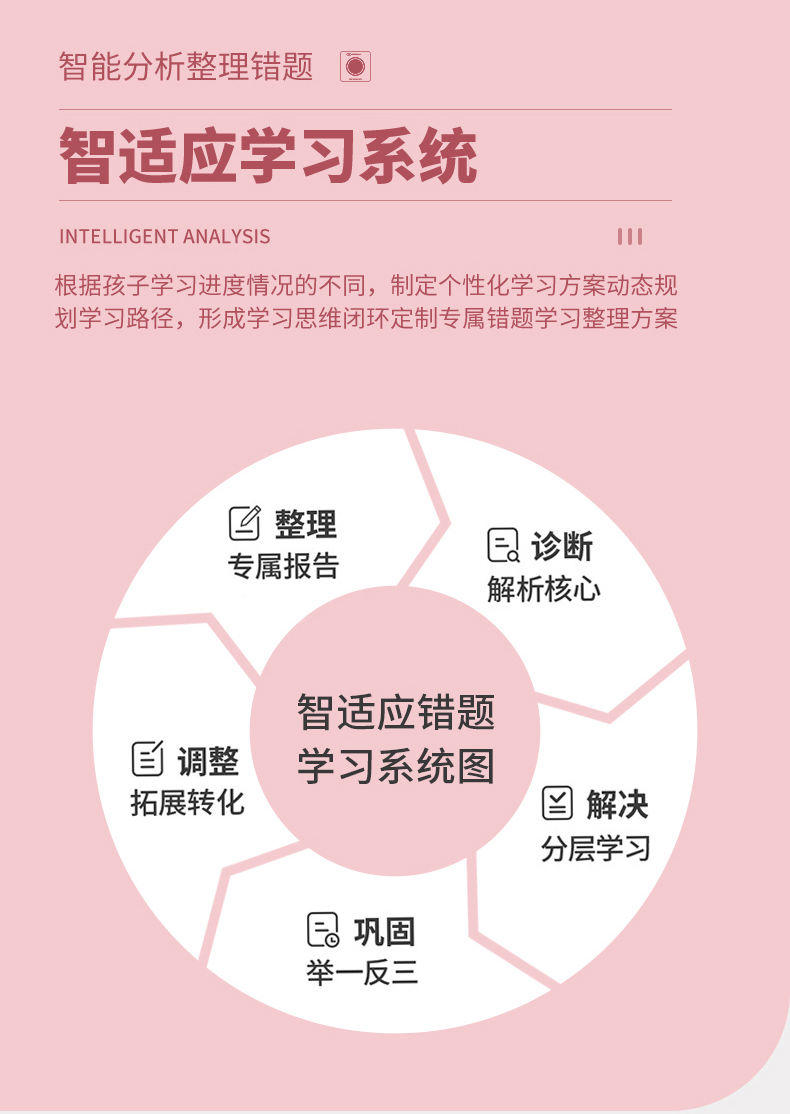 智能分析整理错题
智适应学习系统
INTELLIGENT ANALYSIS
根据孩子学习进度情况的不同，制定个性化学习方案动态规
划学习路径，形成学习思维闭环定制专属错题学习整理方案
整理
专属报告
诊断
解析核心
解决
分层学习
巩固
举一反三
调整
拓展转化
智适应错题
学习系统图